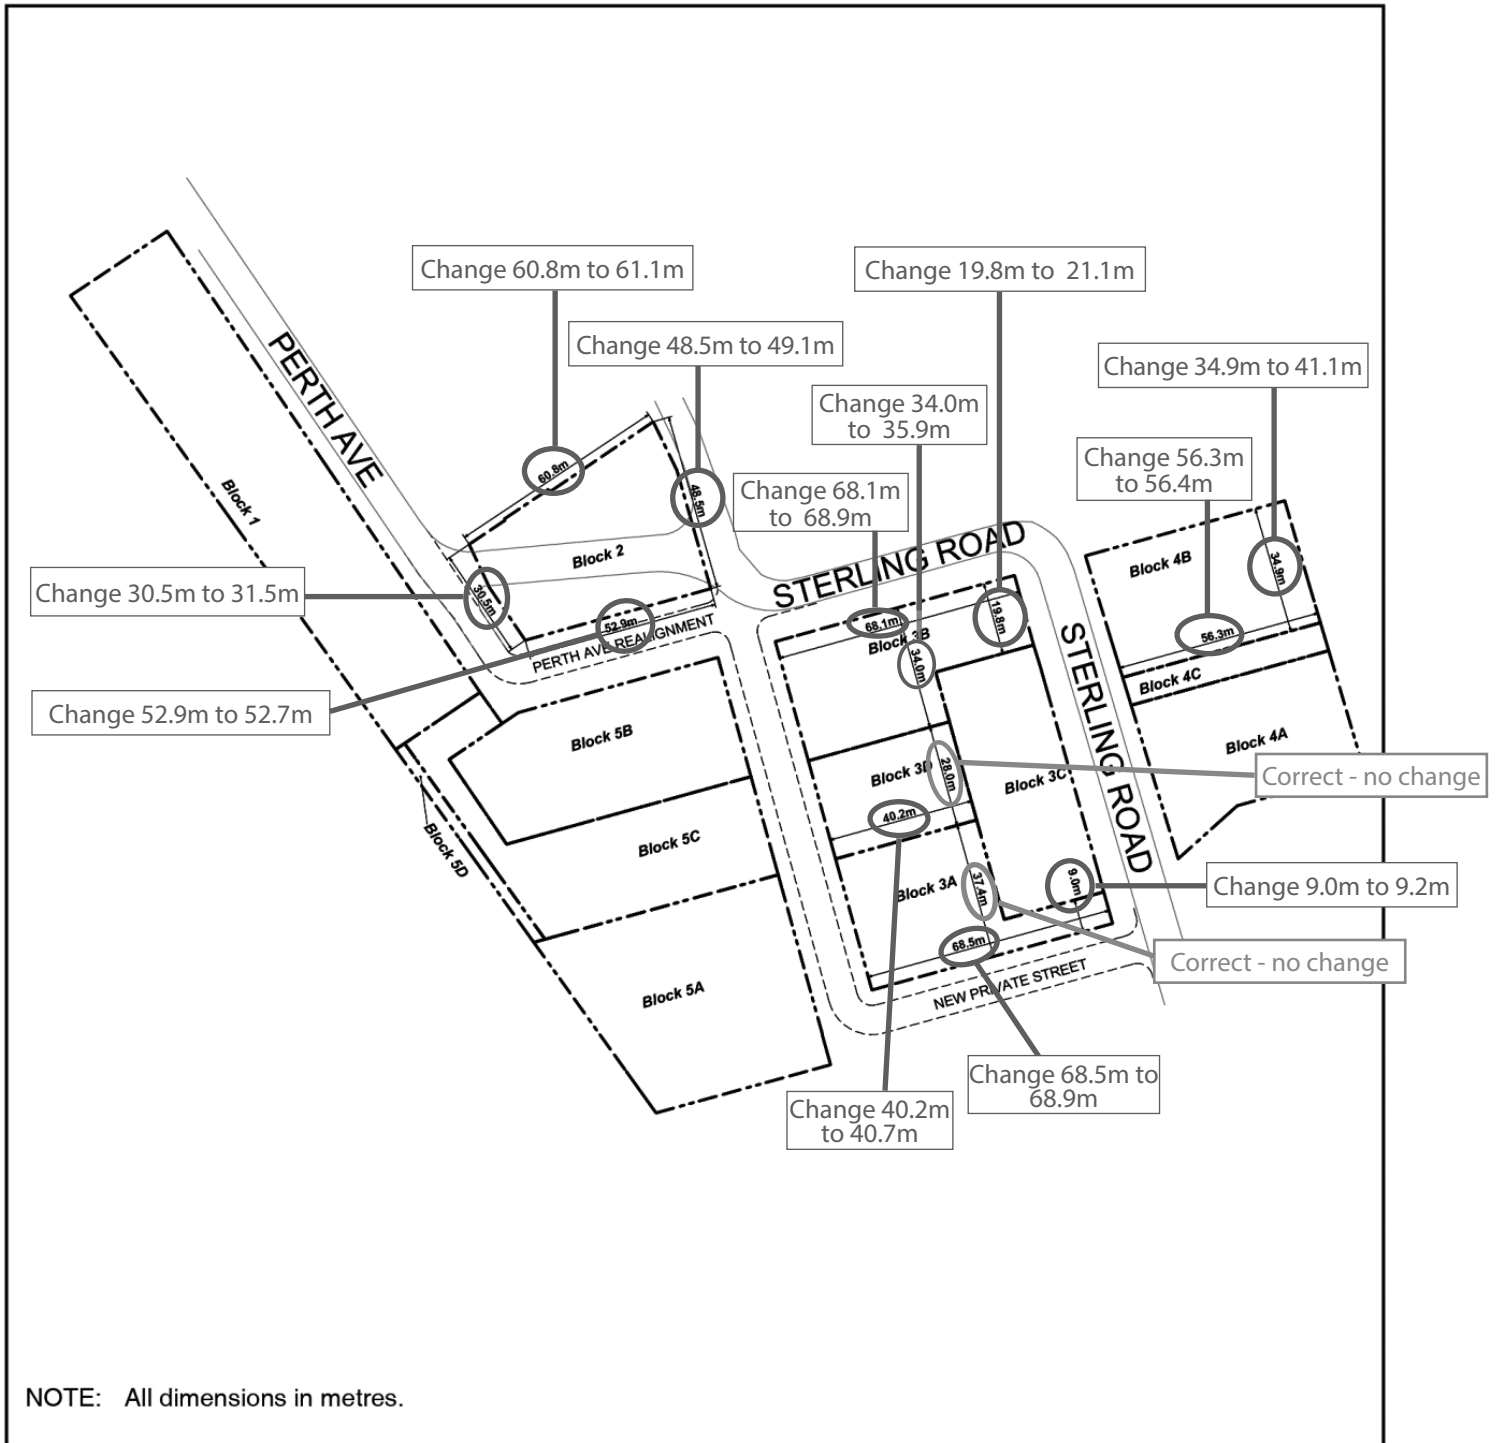 Change 60.8m to 61.1m
Change 19.8m to  21.1m
Change 48.5m to 49.1m
Change 34.9m to 41.1m
Change 34.0m
to  35.9m
Change 56.3m
to 56.4m
Change 68.1m
to  68.9m
PERTH AVE
60.8m
48.5m
Block 1
Block 2
STERLING ROAD
Block 4B
34.9m
Change 30.5m to 31.5m
30.5m
52.9m
PERTH AVE REALIGNMENT
68.1m
19.8m
Block 3B
34.0m
56.3m
STERLING ROAD
Block 4C
Change 52.9m to 52.7m
Block 5B
Block 4A
Block 3D
28.0m
Block 3C
Correct - no change
40.2m
Block 5C
Block 5D
Block 3A
37.4m
9.0m
Change 9.0m to 9.2m
68.5m
Correct - no change
Block 5A
NEW PRIVATE STREET
Change 68.5m to
68.9m
Change 40.2m
to 40.7m
NOTE: All dimensions in metres.